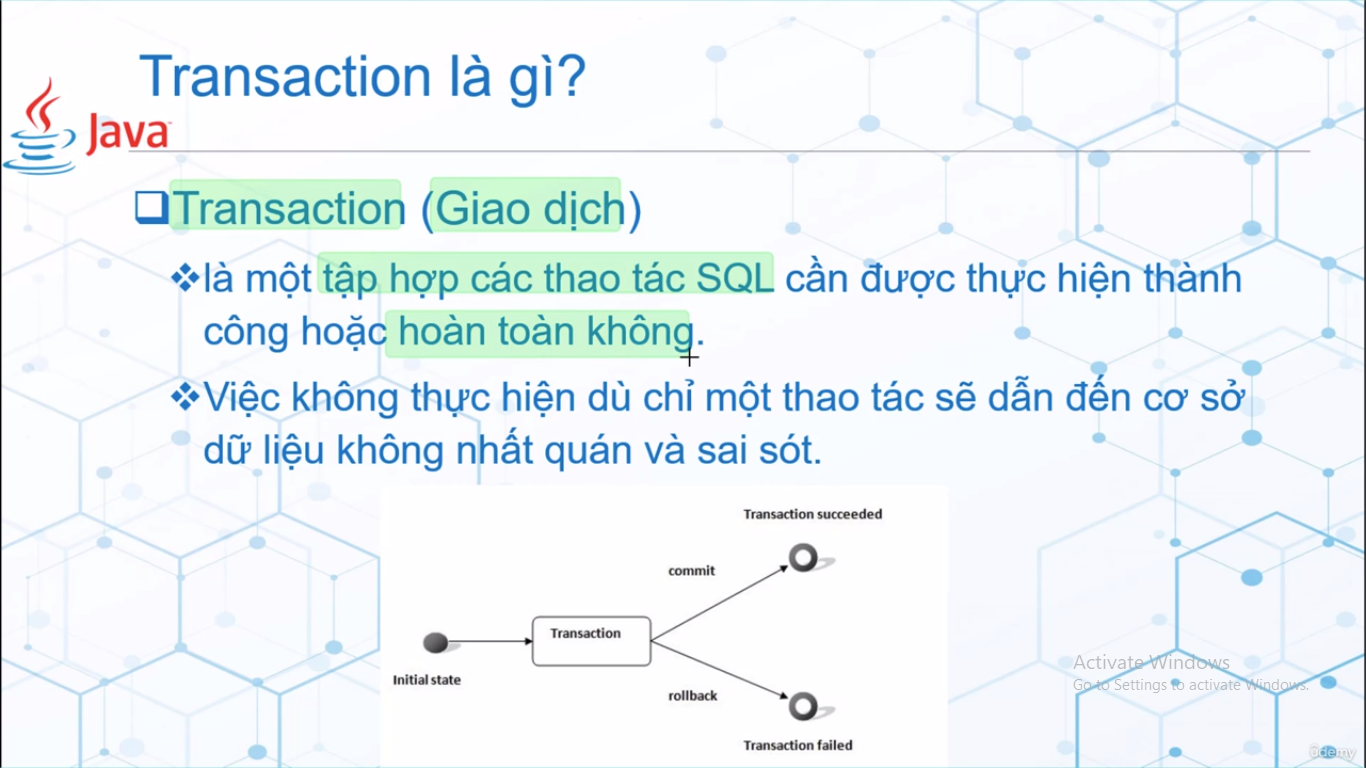 Transaction là gì?
Java
Transaction (Giao dịch)
là một tập hợp các thao tác SQL cần được thực hiện thành
công hoặc hoàn toàn không.
Việc không thực hiện dù chỉ một thao tác sẽ dẫn đến cơ sở
dữ liệu không nhất quán và sai sót.
Transaction succeeded
commit
Transaction
Initial state
rollback
Transaction failed
Activate Windows
Go to Settings to activate Windows.
ûdemy